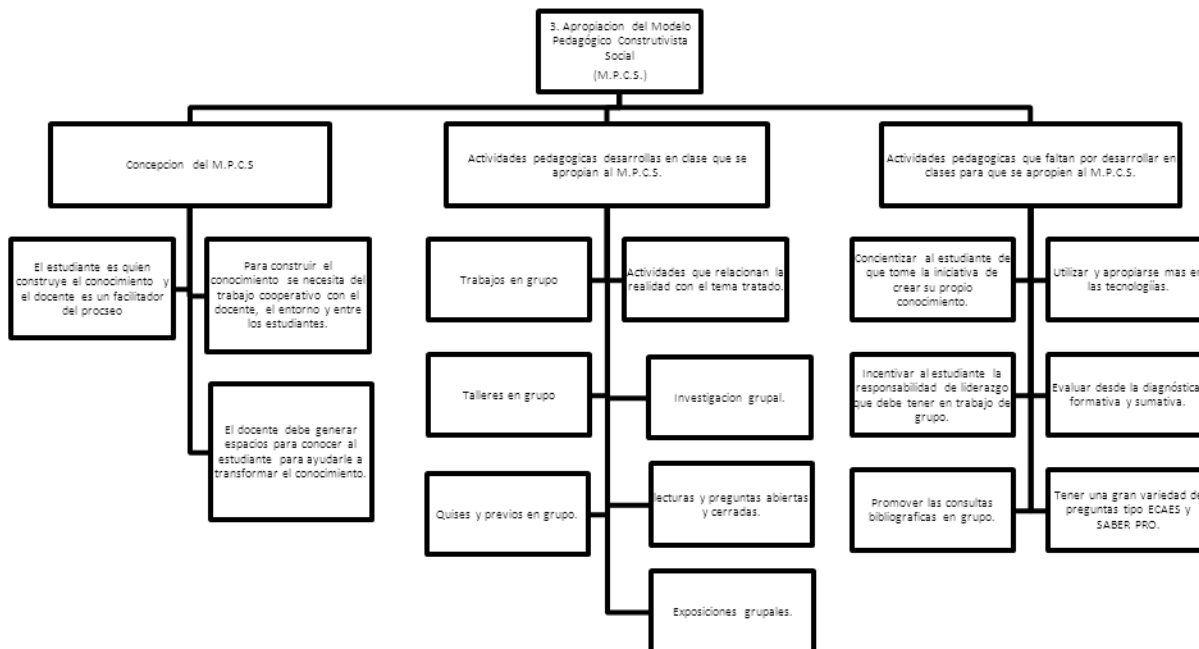 3. Apropiacion del Modelo
Pedagógico Construtivista
Social
(M.P.C.S.)
Concepcion del M.P.C.S
Actividades pedagogicas desarrollas en clase que se
apropian al M.P.C.S.
Actividades pedagogicas que faltan por desarrollar en
clases para que se apropien al M.P.C.S.
El estudiante es quien
construye el conocimiento y
el docente es un facilitador
del procseo
Para construir el
conocimiento se necesita del
trabajo cooperativo con el
docente, el entorno y entre
los estudiantes.
El docente debe generar
espacios para conocer al
estudiante para ayudarle a
transformar el conocimiento.
Trabajos en grupo
Actividades que relacionan la
realidad con el tema tratado.
Talleres en grupo
Investigacion grupal.
Quises y previos en grupo.
lecturas y preguntas abiertas
y cerradas.
Exposiciones grupales.
Concientizar al estudiante de
que tome la iniciativa de
crear su propio
conocimiento.
Utilizar y apropiarse mas en
las tecnologíias.
Incentivar al estudiante la
responsabilidad de liderazgo
que debe tener en trabajo de
grupo.
Evaluar desde la diagnóstica,
formativa y sumativa.
Promover las consultas
bibliograficas en grupo.
Tener una gran variedad de
preguntas tipo ECAES y
SABER PRO.